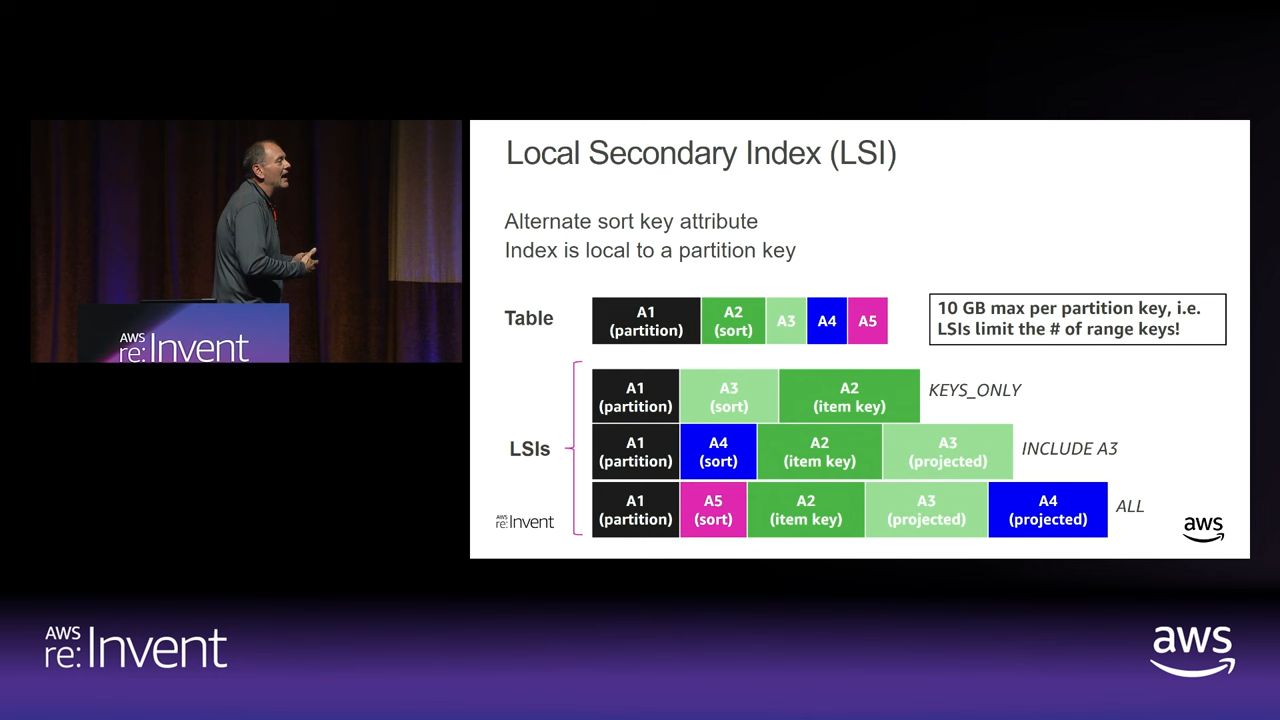 Local Secondary Index (LSI)
Alternate sort key attribute
Index is local to a partition key
Table
A1
(partition)
A2
(sort)
A3
A4
A5
10 GB max per partition key, i.e.
LSIs limit the # of range keys!
LSIs
A1
(partition)
A3
(sort)
A2
(item key)
KEYS_ONLY
A1
(partition)
A4
(sort)
A2
(item key)
A3
(projected)
INCLUDE A3
A1
(partition)
A5
(sort)
A2
(item key)
A3
(projected)
A4
(projected)
ALL
AWS
re:Invent
aws
AWS
re:Invent
AWS
re:Invent
aws